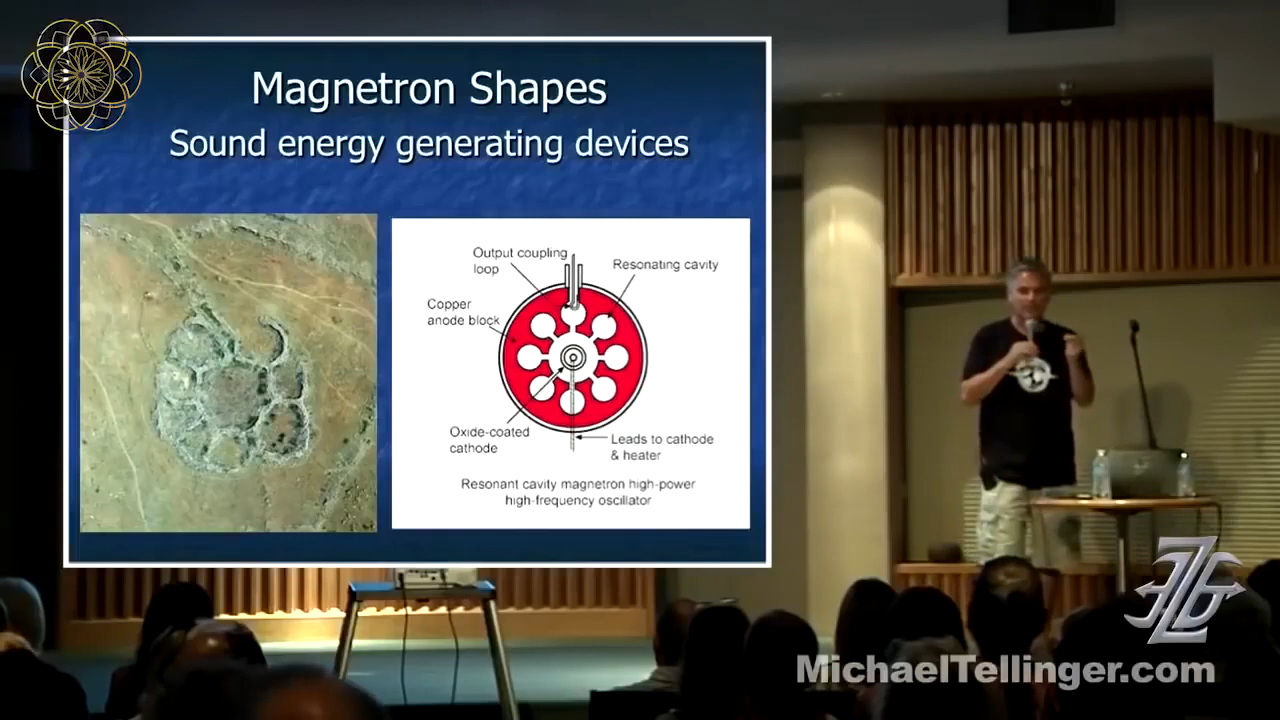 Magnetron Shapes
Sound energy generating devices
Output coupling
loop
Resonating cavity
Copper
anode block
Oxide-coated
cathode
Leads to cathode
& heater
Resonant cavity magnetron high-power
high-frequency oscillator
MichaelTellinger.com